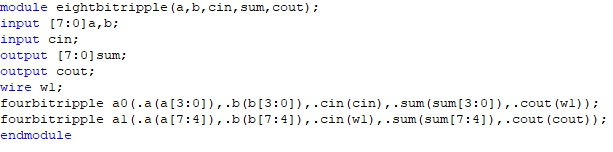 module eightbitripple(a,b,cin,sum,cout);
input [7:0]a,b;
input cin;
output [7:0]sum;
output cout;
wire w1;
fourbitripple a0(.a(a[3:0]),.b(b[3:0]),.cin(cin),.sum(sum[3:0]),.cout(w1));
fourbitripple a1(.a(a[7:4]),.b(b[7:4]),.cin(w1),.sum(sum[7:4]),.cout(cout));
endmodule